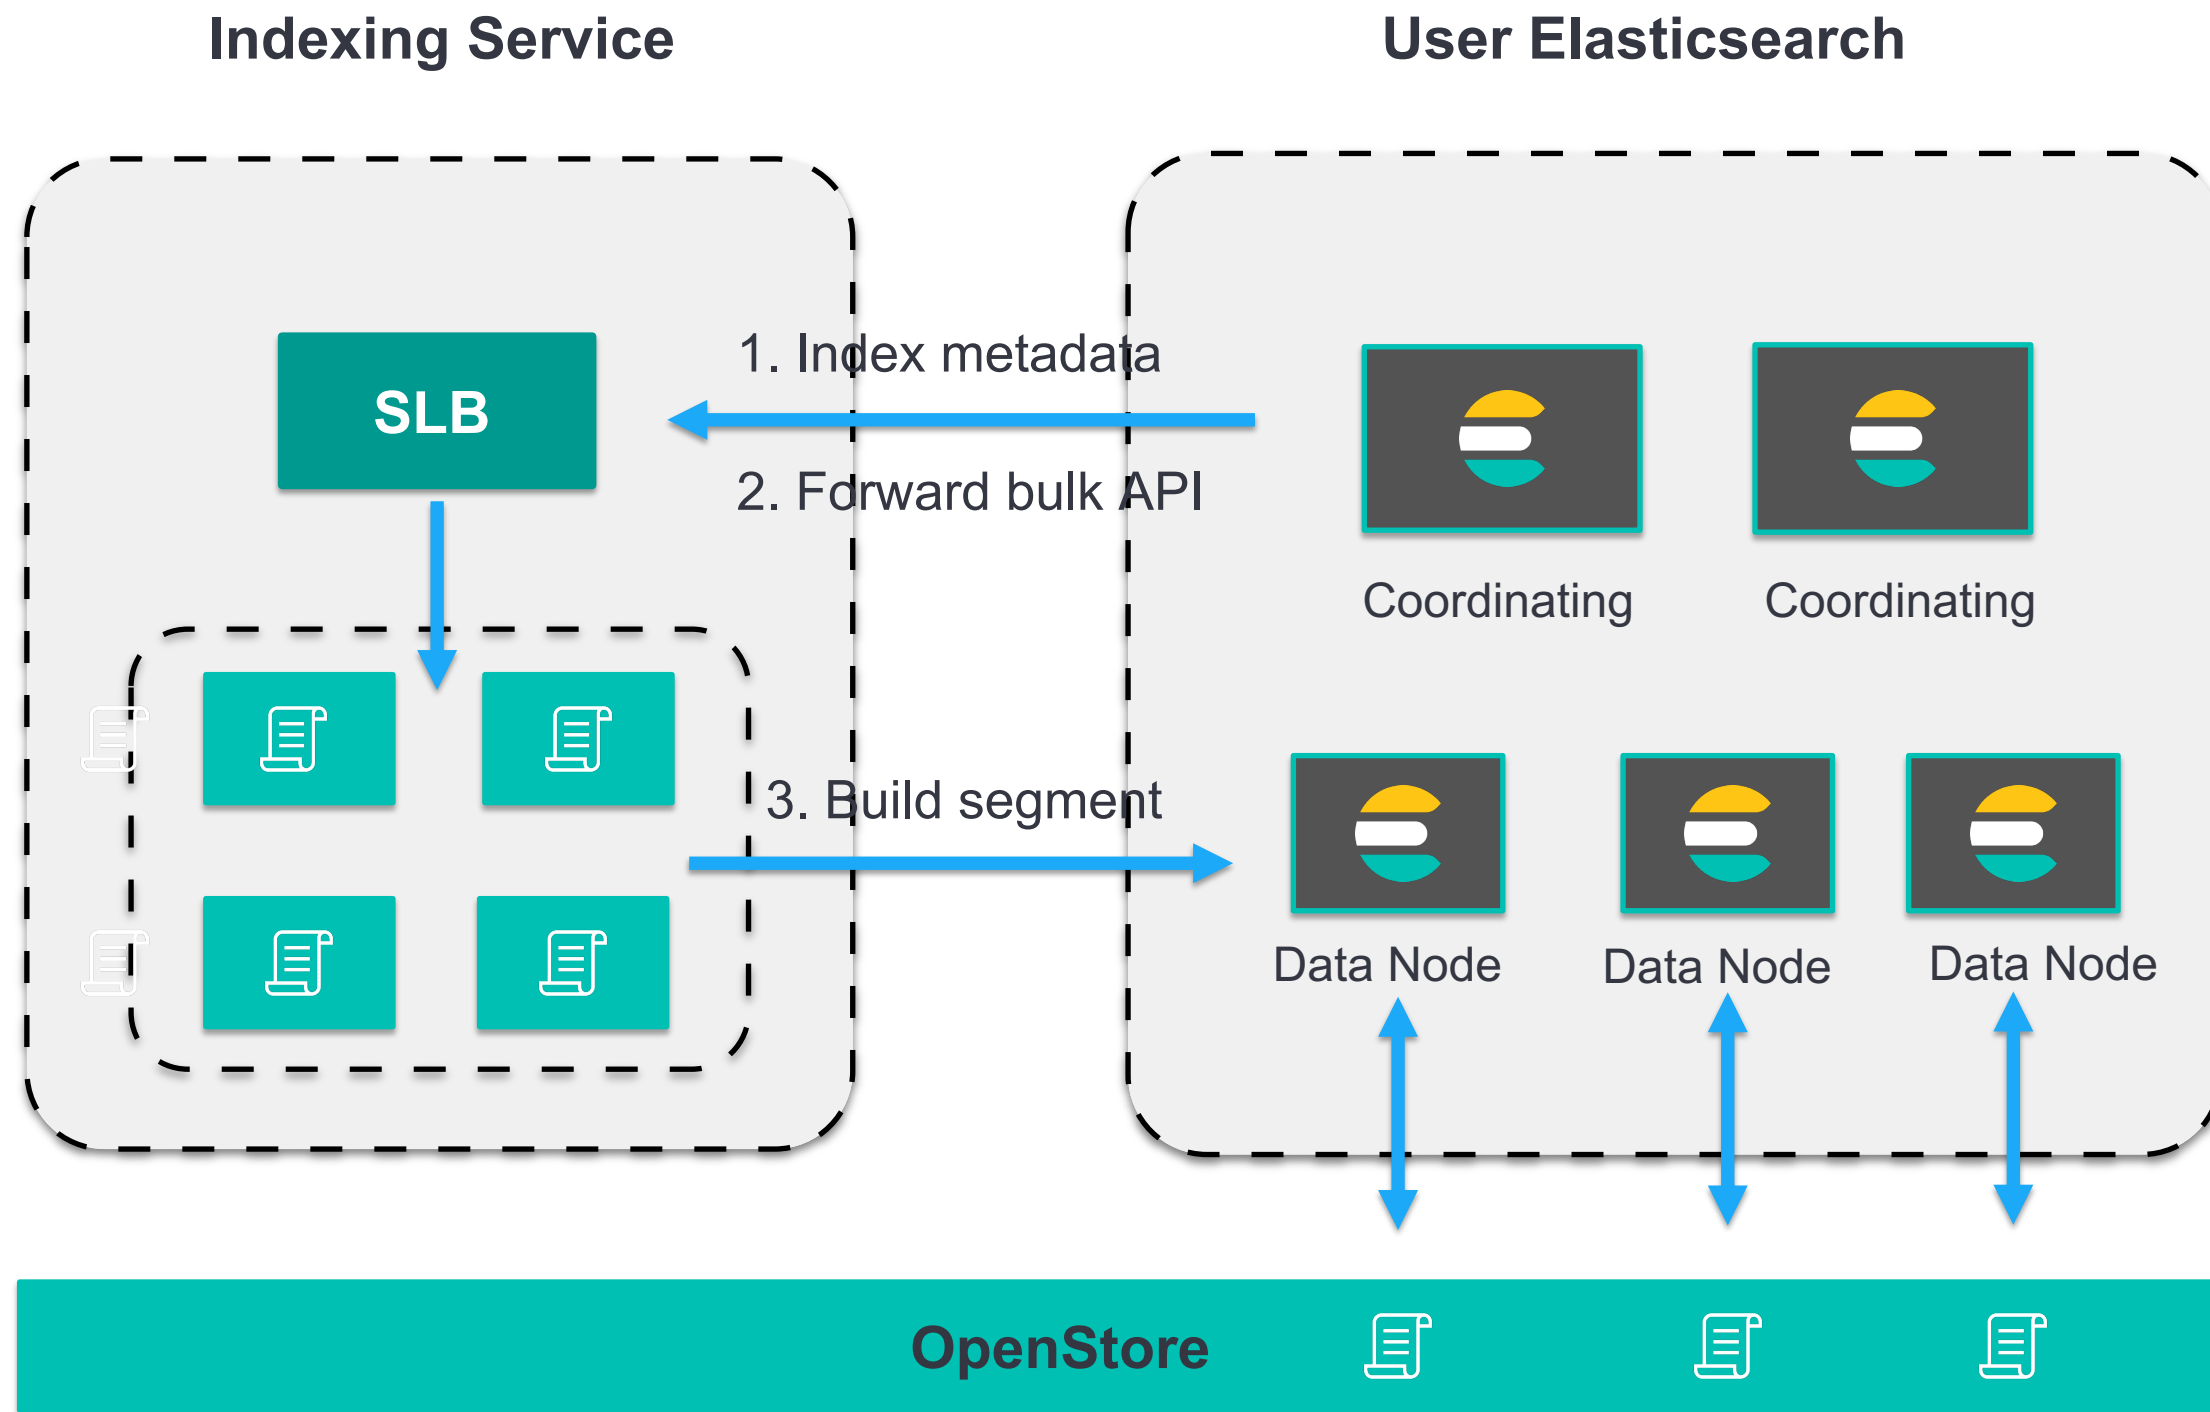 Indexing Service
User Elasticsearch
SLB
1. Index metadata
2. Forward bulk API
Coordinating
Coordinating
3. Build segment
Data Node
Data Node
Data Node
OpenStore